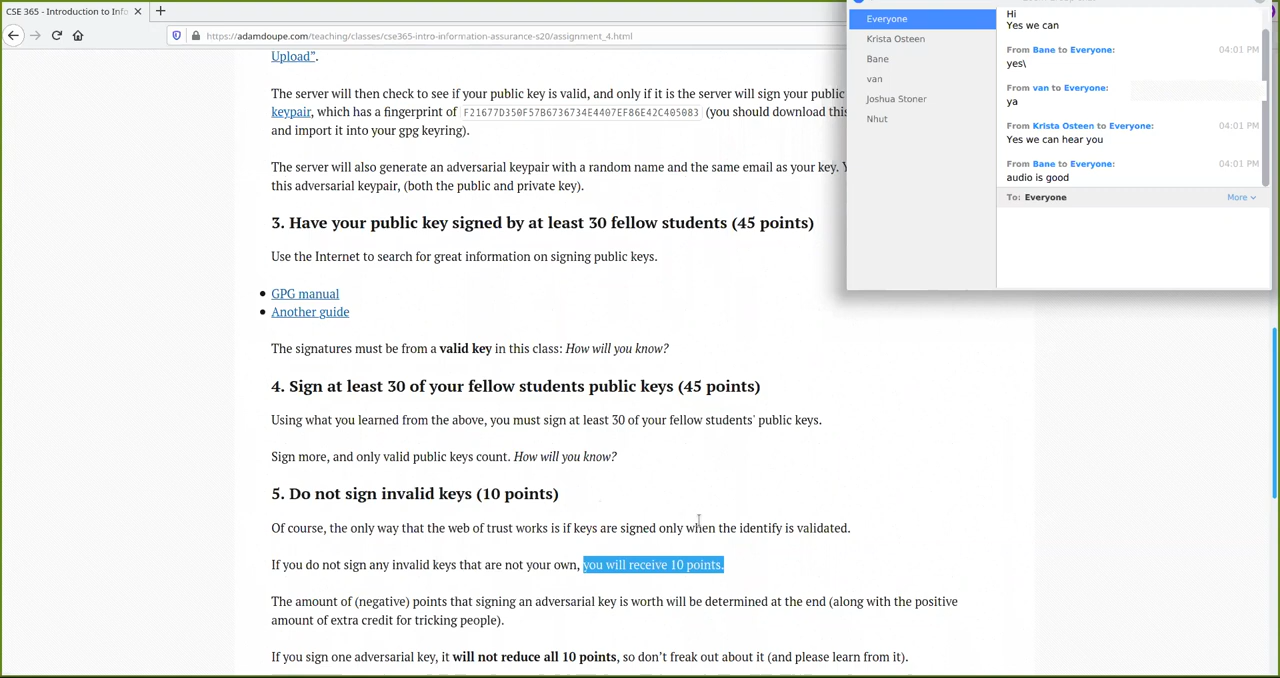 CSE 365 - Introduction to Info
https://adamdoupe.com/teaching/classes/cse365-intro-information-assurance-s20/assignment_4.html
Upload”.
The server will then check to see if your public key is valid, and only if it is the server will sign your public
keypair, which has a fingerprint of F21677D350F57B6736734E4407EF86E42C405083 (you should download this
and import it into your gpg keyring).
The server will also generate an adversarial keypair with a random name and the same email as your key. Y
this adversarial keypair, (both the public and private key).
3. Have your public key signed by at least 30 fellow students (45 points)
Use the Internet to search for great information on signing public keys.
GPG manual
Another guide
The signatures must be from a valid key in this class: How will you know?
4. Sign at least 30 of your fellow students public keys (45 points)
Using what you learned from the above, you must sign at least 30 of your fellow students' public keys.
Sign more, and only valid public keys count. How will you know?
5. Do not sign invalid keys (10 points)
Of course, the only way that the web of trust works is if keys are signed only when the identify is validated.
If you do not sign any invalid keys that are not your own, you will receive 10 points.
The amount of (negative) points that signing an adversarial key is worth will be determined at the end (along with the positive
amount of extra credit for tricking people).
If you sign one adversarial key, it will not reduce all 10 points, so don’t freak out about it (and please learn from it).
Everyone
Krista Osteen
Bane
van
Joshua Stoner
Nhut
Hi
Yes we can
From Bane to Everyone: 04:01 PM
yes\
From van to Everyone:
ya
From Krista Osteen to Everyone: 04:01 PM
Yes we can hear you
From Bane to Everyone: 04:01 PM
audio is good
To: Everyone More